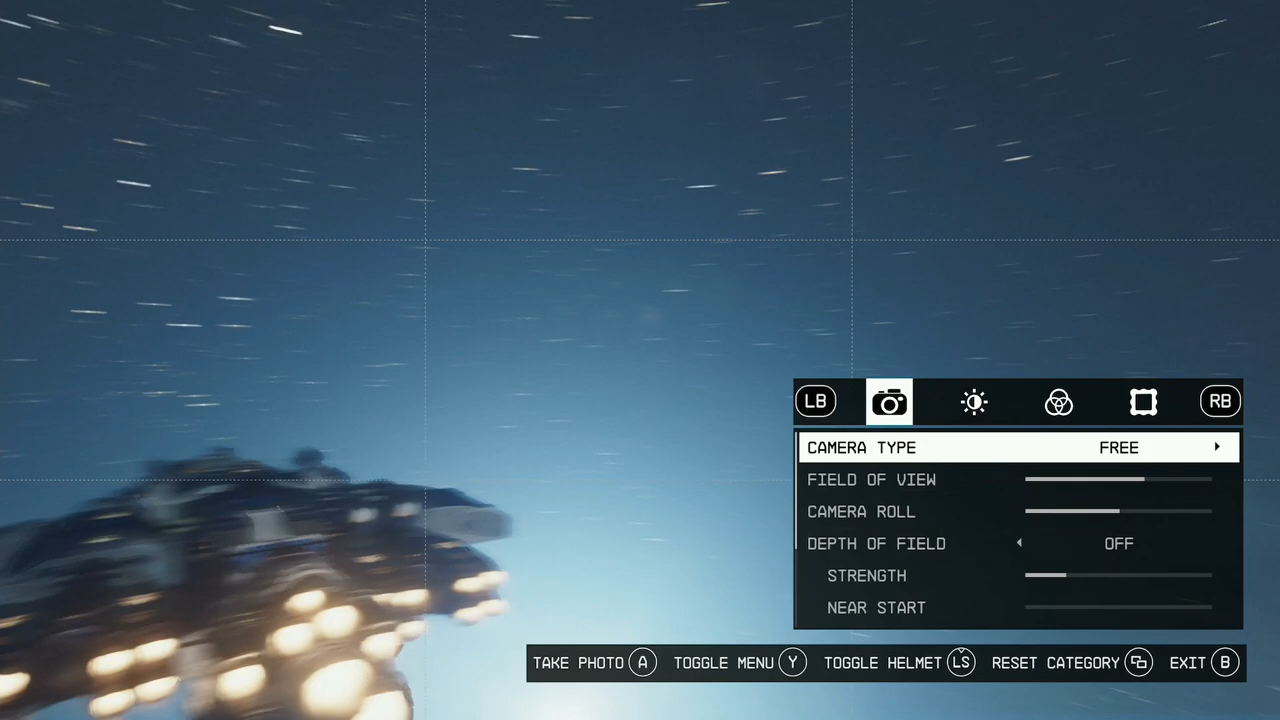 LB RB
CAMERA TYPE FREE
FIELD OF VIEW
CAMERA ROLL
DEPTH OF FIELD OFF
STRENGTH
NEAR START
TAKE PHOTO A TOGGLE MENU Y TOGGLE HELMET LS RESET CATEGORY EXIT B